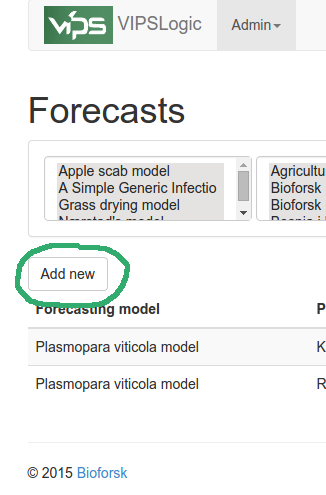 VIPS VIPSLogic Admin
Forecasts
Apple scab model Agricultu
A Simple Generic Infectio Bioforsk
Grass drying model Bioforsk
Add new
Forecasting model P
Plasmopara viticola model K
Plasmopara viticola model R
© 2015 Bioforsk